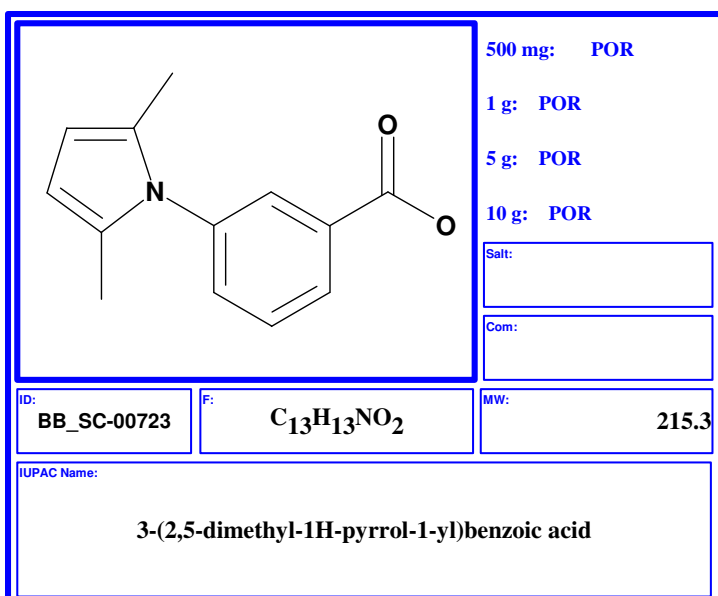 O
N
O
500 mg: POR
1 g: POR
5 g: POR
10 g: POR
Salt:
Com:
ID:
BB_SC-00723
F:
C13H13NO2
MW:
215.3
IUPAC Name:
3-(2,5-dimethyl-1H-pyrrol-1-yl)benzoic acid